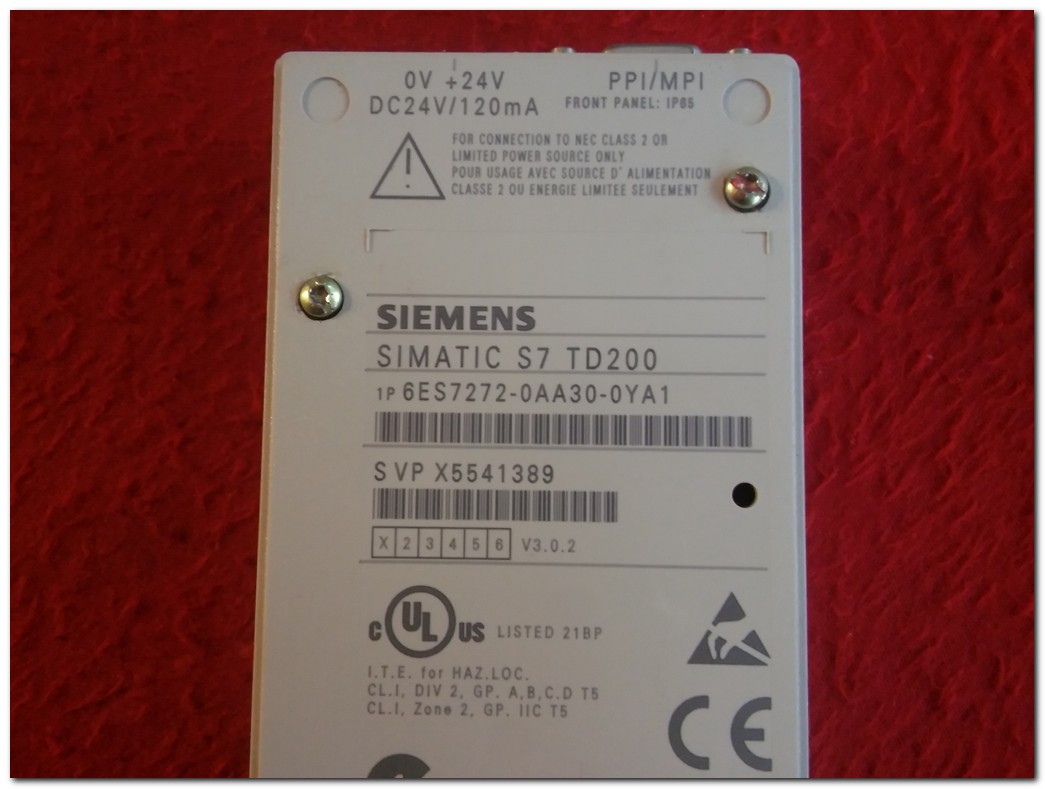 0V +24V PPI/MPI
DC24V/120mA FRONT PANEL: IP65
FOR CONNECTION TO NEC CLASS 2 OR
LIMITED POWER SOURCE ONLY
POUR USAGE AVEC SOURCE D' ALIMENTATION
CLASSE 2 OU ENERGIE LIMITEE SEULEMENT
SIEMENS
SIMATIC S7 TD200
1P 6ES7272-0AA30-0YA1
S VP X5541389
X 2 3 4 5 6 V3.0.2
C UL US LISTED 21BP
I.T.E. for HAZ.LOC.
CL.I, DIV 2, GP. A,B,C.D T5
CL.I, Zone 2, GP. IIC T5
CE